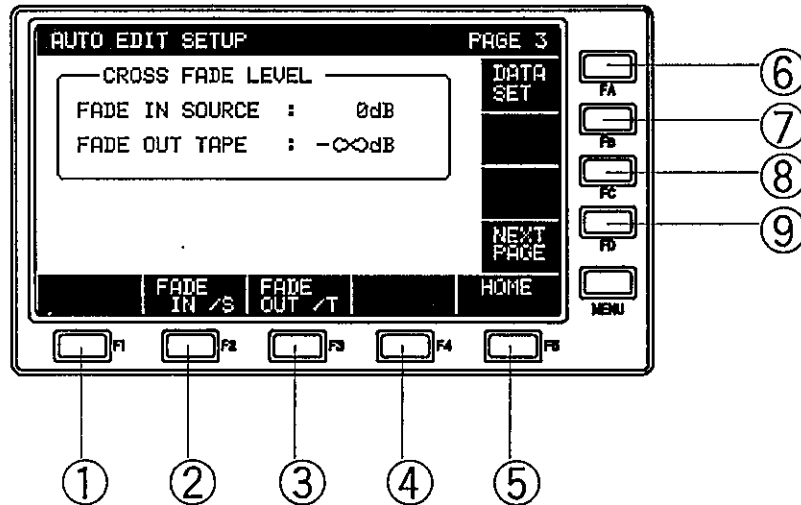 AUTO EDIT SETUP PAGE 3
CROSS FADE LEVEL
FADE IN SOURCE : 0dB
FADE OUT TAPE : -∞dB
DATA
SET
NEXT
PAGE
FADE
IN /S
FADE
OUT /T
HOME
FA
FB
FC
FD
MENU
F1
F2
F3
F4
F5
⑥
⑦
⑧
⑨
①
②
③
④
⑤